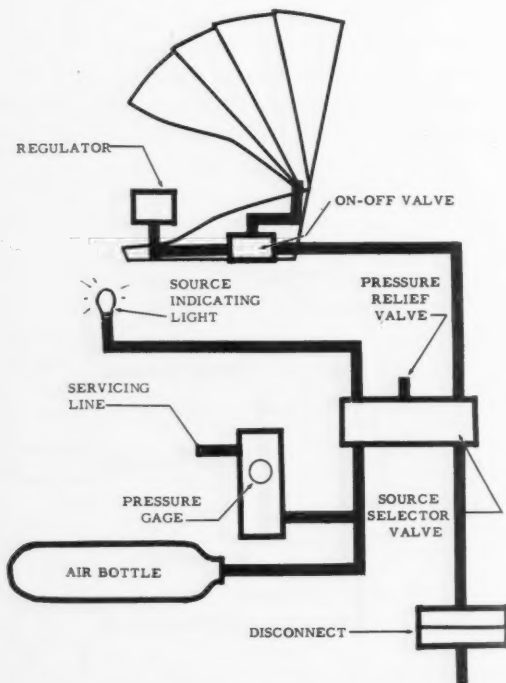 REGULATOR
ON-OFF VALVE
SOURCE
INDICATING
LIGHT
PRESSURE
RELIEF
VALVE
SERVICING
LINE
PRESSURE
GAGE
SOURCE
SELECTOR
VALVE
AIR BOTTLE
DISCONNECT